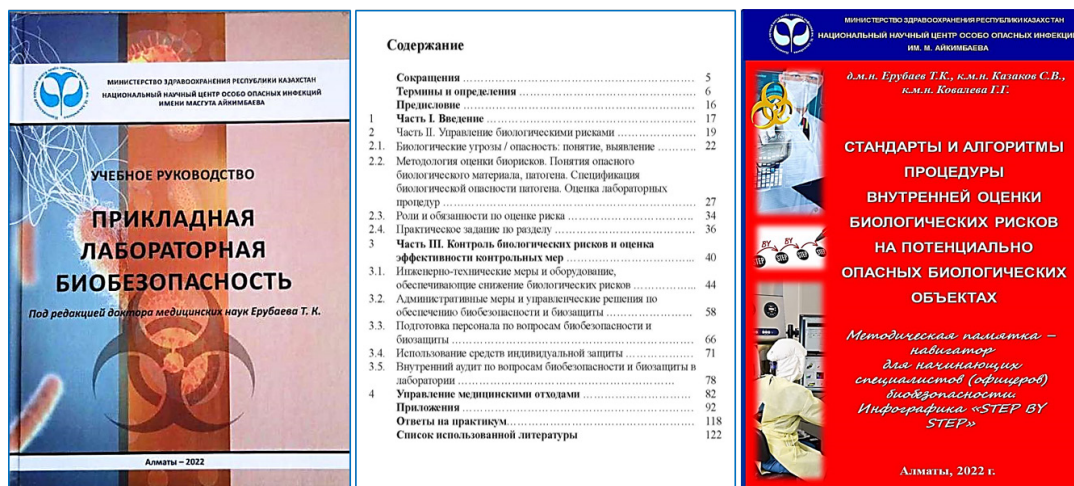 МИНИСТЕРСТВО ЗДРАВООХРАНЕНИЯ РЕСПУБЛИКИ КАЗАХСТАН
НАЦИОНАЛЬНЫЙ НАУЧНЫЙ ЦЕНТР ОСОБО ОПАСНЫХ ИНФЕКЦИЙ
ИМЕНИ МАСГУТА АЙКИМБАЕВА
УЧЕБНОЕ РУКОВОДСТВО
ПРИКЛАДНАЯ
ЛАБОРАТОРНАЯ
БИОБЕЗОПАСНОСТЬ
Под редакцией доктора медицинских наук Ерубаева Т. К.
Алматы – 2022
Содержание
Сокращения 5
Термины и определения 6
Предисловие 16
1 Часть I. Введение 17
2 Часть II. Управление биологическими рисками 19
2.1. Биологические угрозы / опасность: понятие, выявление 22
2.2. Методология оценки биорисков. Понятия опасного
биологического материала, патогена. Спецификация
биологической опасности патогена. Оценка лабораторных
процедур 27
2.3. Роли и обязанности по оценке риска 34
2.4. Практическое задание по разделу 36
3 Часть III. Контроль биологических рисков и оценка
эффективности контрольных мер 40
3.1. Инженерно-технические меры и оборудование,
обеспечивающие снижение биологических рисков 44
3.2. Административные меры и управленческие решения по
обеспечению биобезопасности и биозащиты 58
3.3. Подготовка персонала по вопросам биобезопасности и
биозащиты 66
3.4. Использование средств индивидуальной защиты 71
3.5. Внутренний аудит по вопросам биобезопасности и биозащиты в
лаборатории 78
4 Управление медицинскими отходами 82
Приложения 92
Ответы на практикум 118
Список использованной литературы 122
МИНИСТЕРСТВО ЗДРАВООХРАНЕНИЯ РЕСПУБЛИКИ КАЗАХСТАН
НАЦИОНАЛЬНЫЙ НАУЧНЫЙ ЦЕНТР ОСОБО ОПАСНЫХ ИНФЕКЦИЙ
ИМ. М. АЙКИМБАЕВА
д.м.н. Ерубаев Т.К., к.м.н. Казаков С.В.,
к.м.н. Ковалева Г.Г.
СТАНДАРТЫ И АЛГОРИТМЫ
ПРОЦЕДУРЫ
ВНУТРЕННЕЙ ОЦЕНКИ
БИОЛОГИЧЕСКИХ РИСКОВ
НА ПОТЕНЦИАЛЬНО
ОПАСНЫХ БИОЛОГИЧЕСКИХ
ОБЪЕКТАХ
BY BY
STEP STEP STEP
Методическая памятка –
навигатор
для начинающих
специалистов (офицеров)
биобезопасности.
Инфографика «STEP BY
STEP»
Алматы, 2022 г.